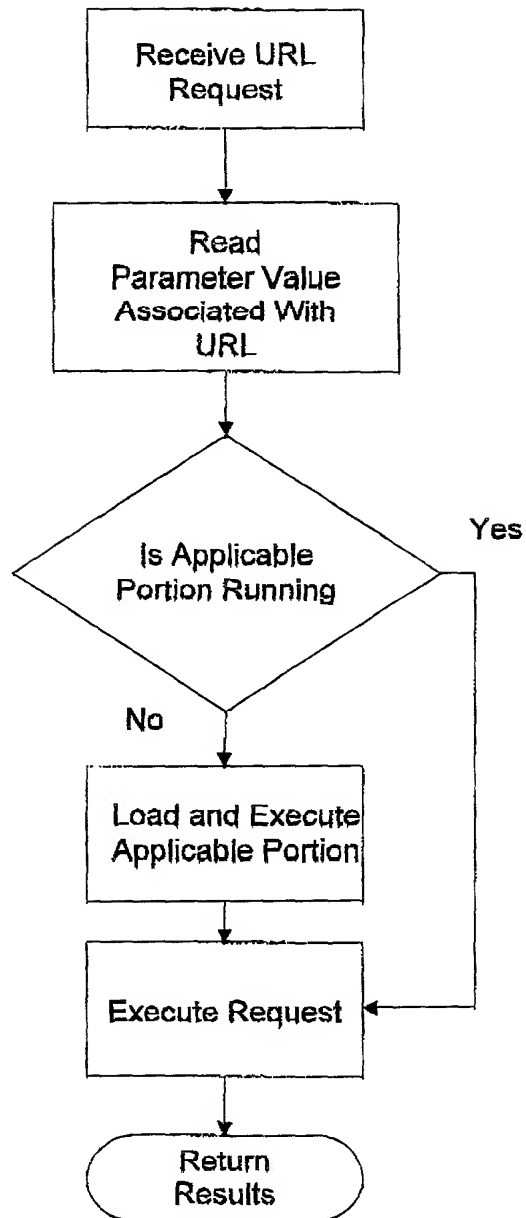 Receive URL
Request
Read
Parameter Value
Associated With
URL
Is Applicable
Portion Running
Yes
No
Load and Execute
Applicable Portion
Execute Request
Return
Results